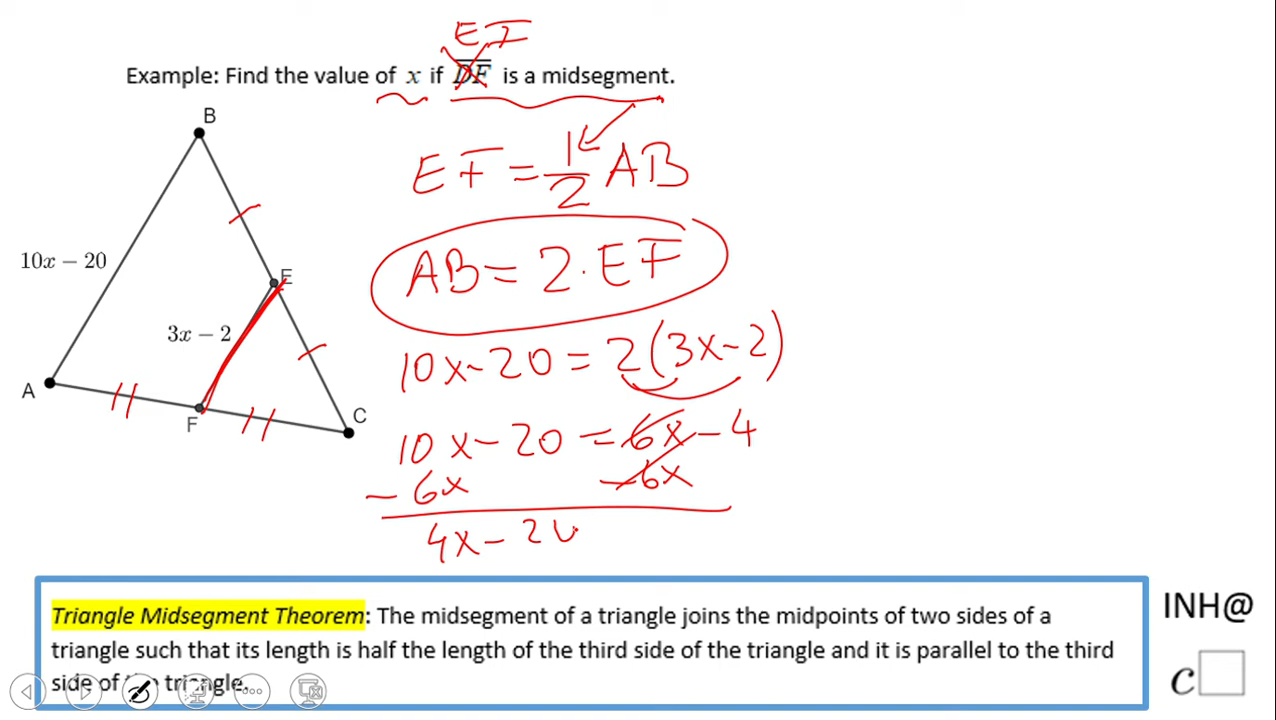 EF
Example: Find the value of x if DF is a midsegment.
B
EF = 1/2 AB
10x − 20
AB = 2 · EF
E
3x − 2
10x − 20 = 2(3x − 2)
A
F
C
10x − 20 = 6x − 4
− 6x − 6x
4x − 20
Triangle Midsegment Theorem: The midsegment of a triangle joins the midpoints of two sides of a
triangle such that its length is half the length of the third side of the triangle and it is parallel to the third
side of the triangle.
INH@
c